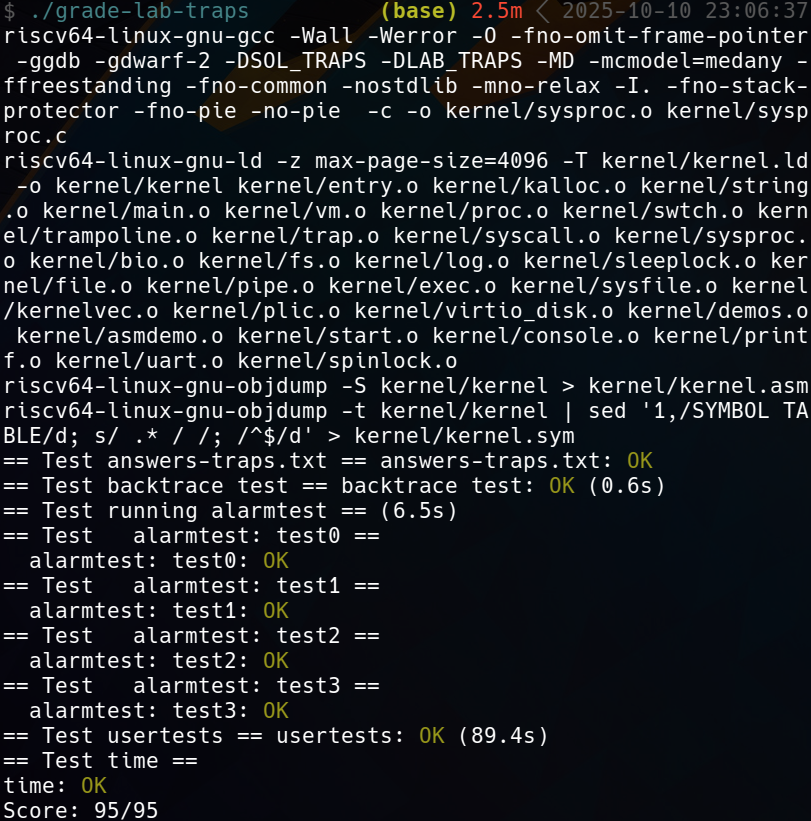 $ ./grade-lab-traps (base) 2.5m < 2025-10-10 23:06:37
riscv64-linux-gnu-gcc -Wall -Werror -O -fno-omit-frame-pointer
 -ggdb -gdwarf-2 -DSOL_TRAPS -DLAB_TRAPS -MD -mcmodel=medany -
ffreestanding -fno-common -nostdlib -mno-relax -I. -fno-stack-
protector -fno-pie -no-pie  -c -o kernel/sysproc.o kernel/sysp
roc.c
riscv64-linux-gnu-ld -z max-page-size=4096 -T kernel/kernel.ld
 -o kernel/kernel kernel/entry.o kernel/kalloc.o kernel/string
.o kernel/main.o kernel/vm.o kernel/proc.o kernel/swtch.o kern
el/trampoline.o kernel/trap.o kernel/syscall.o kernel/sysproc.
o kernel/bio.o kernel/fs.o kernel/log.o kernel/sleeplock.o ker
nel/file.o kernel/pipe.o kernel/exec.o kernel/sysfile.o kernel
/kernelvec.o kernel/plic.o kernel/virtio_disk.o kernel/demos.o
 kernel/asmdemo.o kernel/start.o kernel/console.o kernel/print
f.o kernel/uart.o kernel/spinlock.o
riscv64-linux-gnu-objdump -S kernel/kernel > kernel/kernel.asm
riscv64-linux-gnu-objdump -t kernel/kernel | sed '1,/SYMBOL TA
BLE/d; s/ .* / /; /^$/d' > kernel/kernel.sym
== Test answers-traps.txt == answers-traps.txt: OK
== Test backtrace test == backtrace test: OK (0.6s)
== Test running alarmtest == (6.5s)
== Test   alarmtest: test0 ==
  alarmtest: test0: OK
== Test   alarmtest: test1 ==
  alarmtest: test1: OK
== Test   alarmtest: test2 ==
  alarmtest: test2: OK
== Test   alarmtest: test3 ==
  alarmtest: test3: OK
== Test usertests == usertests: OK (89.4s)
== Test time ==
time: OK
Score: 95/95